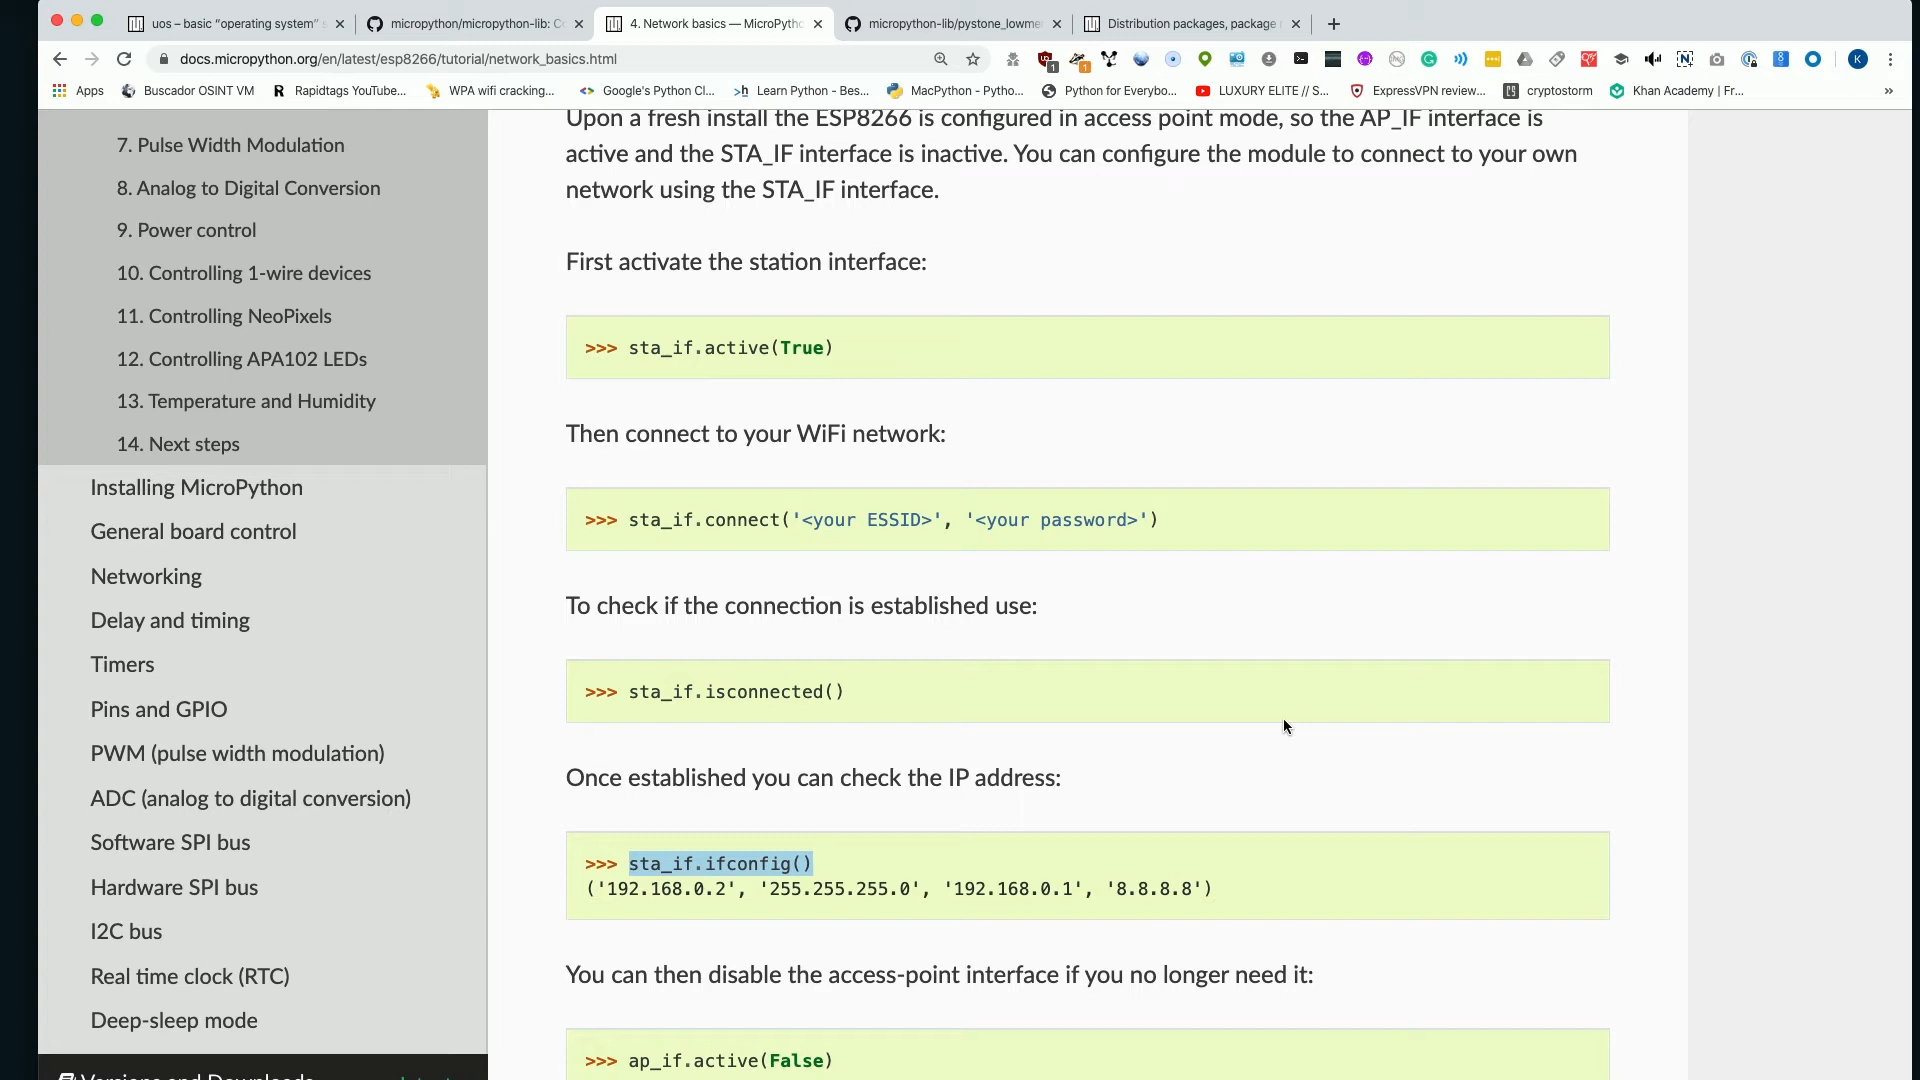 uos – basic “operating system” s
micropython/micropython-lib: Co
4. Network basics — MicroPytho
micropython-lib/pystone_lowmem
Distribution packages, package
docs.micropython.org/en/latest/esp8266/tutorial/network_basics.html
1
1
K
Apps
Buscador OSINT VM
Rapidtags YouTube...
WPA wifi cracking...
Google's Python Cl...
Learn Python - Bes...
MacPython - Pytho...
Python for Everybo...
LUXURY ELITE // S...
ExpressVPN review...
cryptostorm
Khan Academy | Fr...
»
7. Pulse Width Modulation
8. Analog to Digital Conversion
9. Power control
10. Controlling 1-wire devices
11. Controlling NeoPixels
12. Controlling APA102 LEDs
13. Temperature and Humidity
14. Next steps
Installing MicroPython
General board control
Networking
Delay and timing
Timers
Pins and GPIO
PWM (pulse width modulation)
ADC (analog to digital conversion)
Software SPI bus
Hardware SPI bus
I2C bus
Real time clock (RTC)
Deep-sleep mode
Versions and Downloads
Upon a fresh install the ESP8266 is configured in access point mode, so the AP_IF interface is
active and the STA_IF interface is inactive. You can configure the module to connect to your own
network using the STA_IF interface.
First activate the station interface:
>>> sta_if.active(True)
Then connect to your WiFi network:
>>> sta_if.connect('<your ESSID>', '<your password>')
To check if the connection is established use:
>>> sta_if.isconnected()
Once established you can check the IP address:
>>> sta_if.ifconfig()
('192.168.0.2', '255.255.255.0', '192.168.0.1', '8.8.8.8')
You can then disable the access-point interface if you no longer need it:
>>> ap_if.active(False)